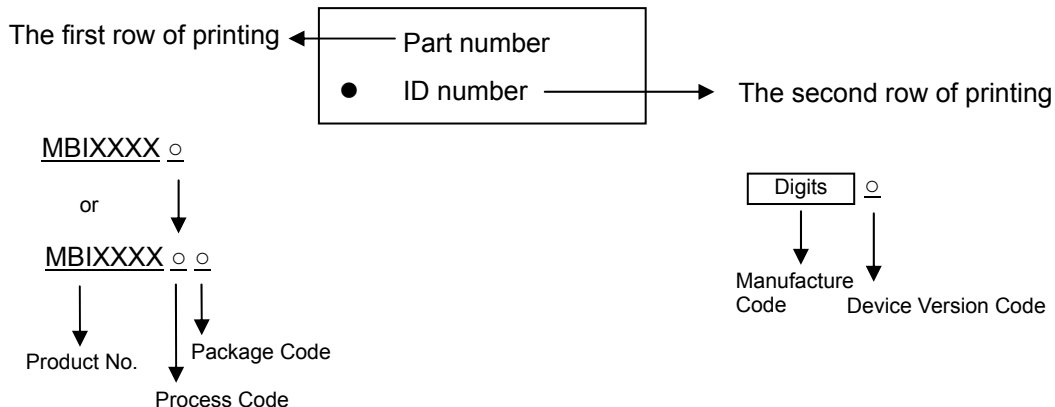 The first row of printing
Part number
● ID number
The second row of printing
MBIXXXX ○
or
MBIXXXX ○ ○
Product No.
Package Code
Process Code
Digits ○
Manufacture
Code
Device Version Code